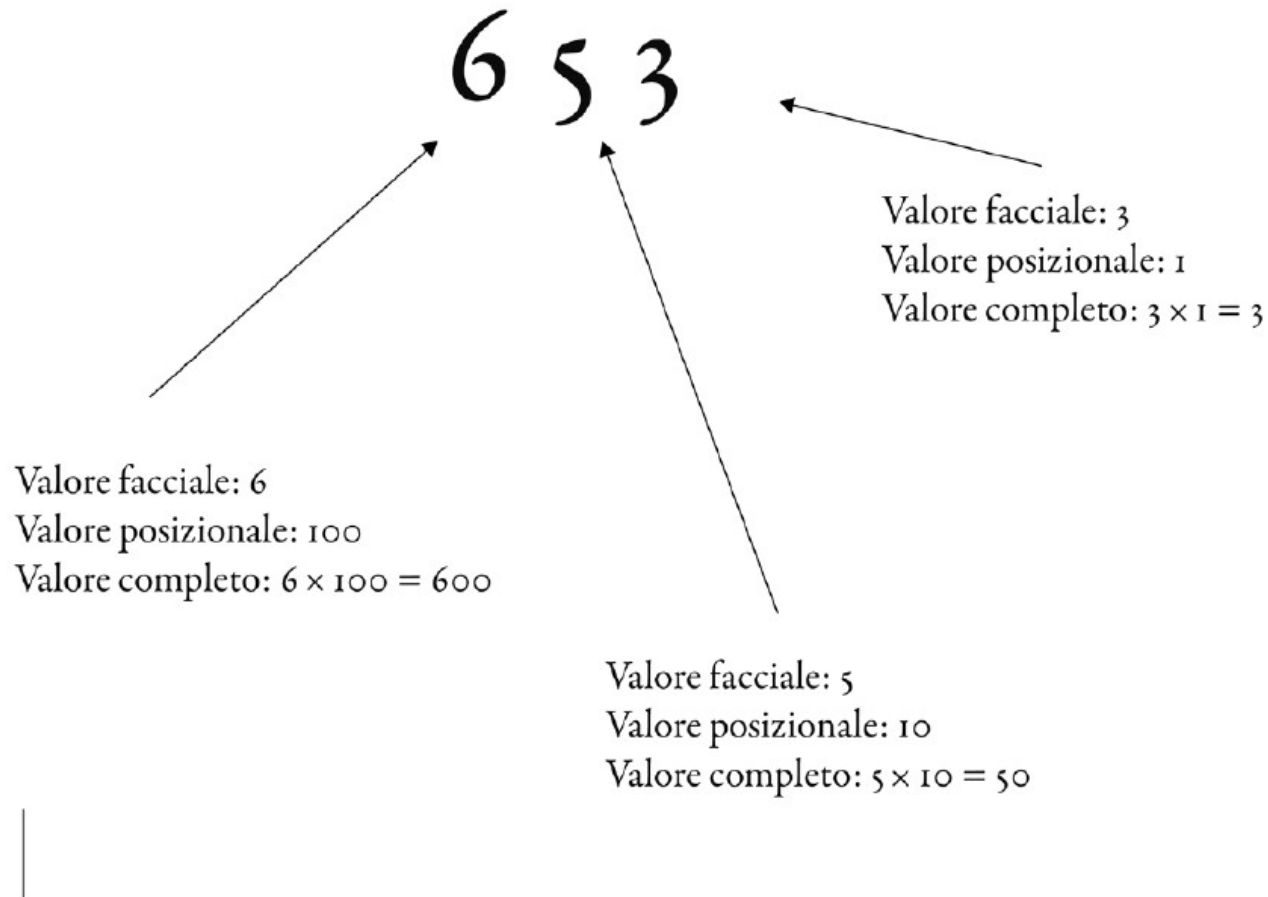 6 5 3
Valore facciale: 3
Valore posizionale: 1
Valore completo: 3 × 1 = 3
Valore facciale: 6
Valore posizionale: 100
Valore completo: 6 × 100 = 600
Valore facciale: 5
Valore posizionale: 10
Valore completo: 5 × 10 = 50